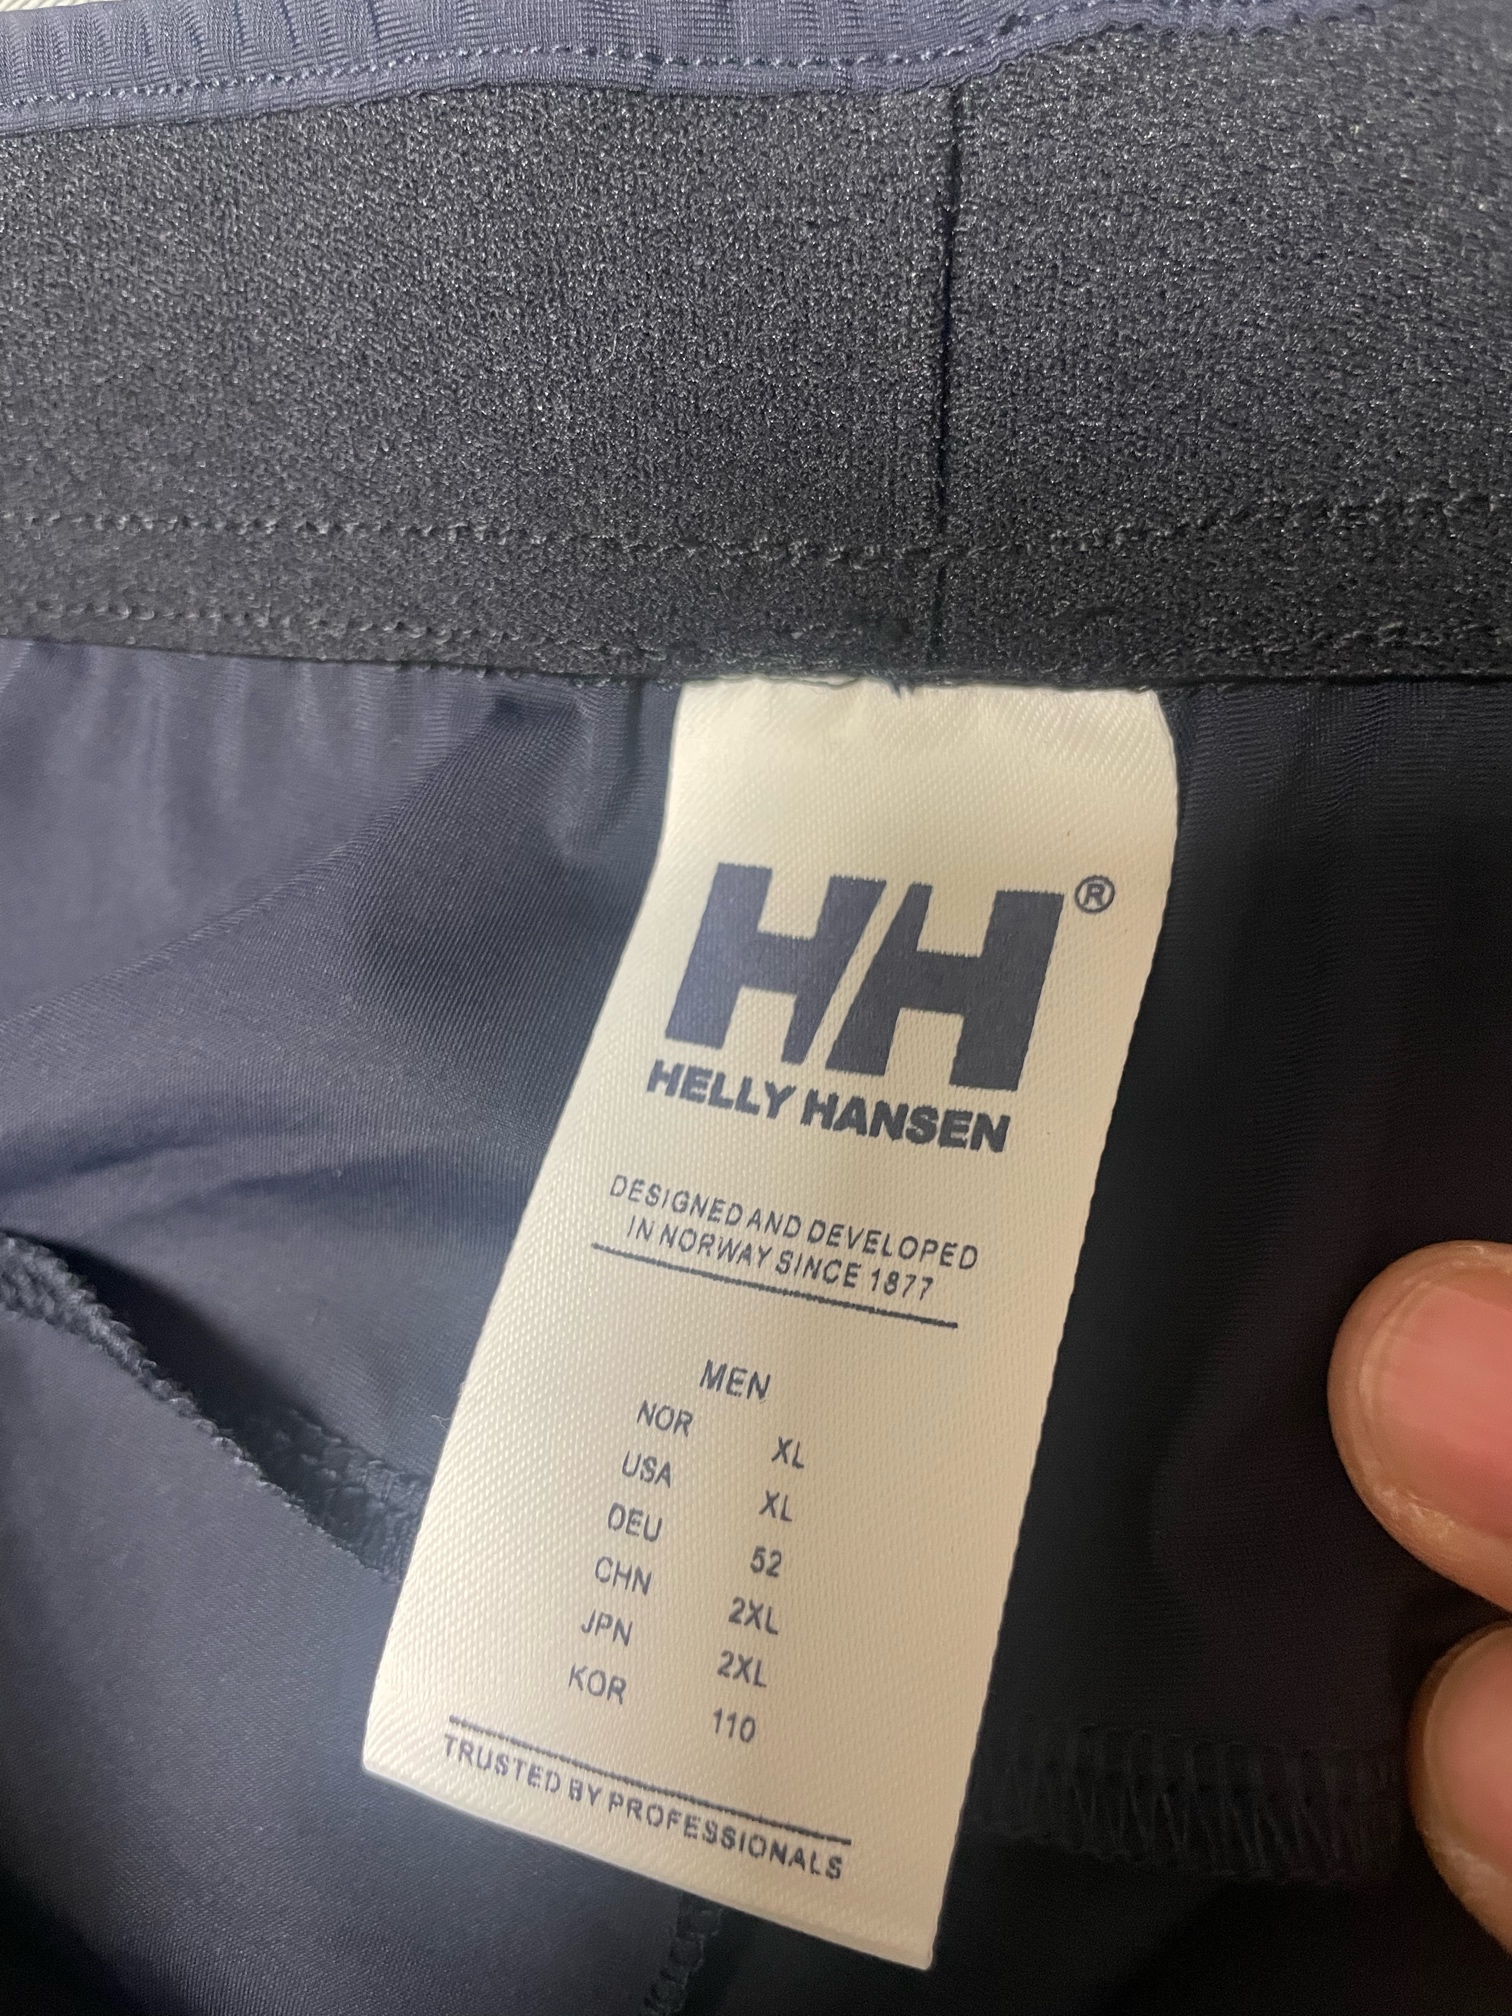 HH®
HELLY HANSEN
DESIGNED AND DEVELOPED
IN NORWAY SINCE 1877
MEN
NOR XL
USA XL
DEU 52
CHN 2XL
JPN 2XL
KOR 110
TRUSTED BY PROFESSIONALS